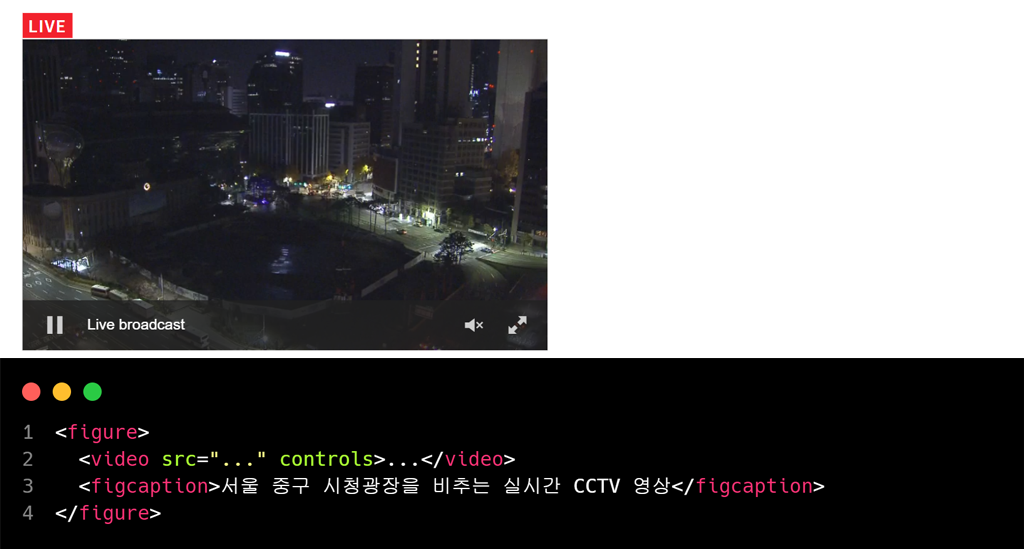 LIVE
Live broadcast
1 <figure>
2   <video src="..." controls>...</video>
3   <figcaption>서울 중구 시청광장을 비추는 실시간 CCTV 영상</figcaption>
4 </figure>